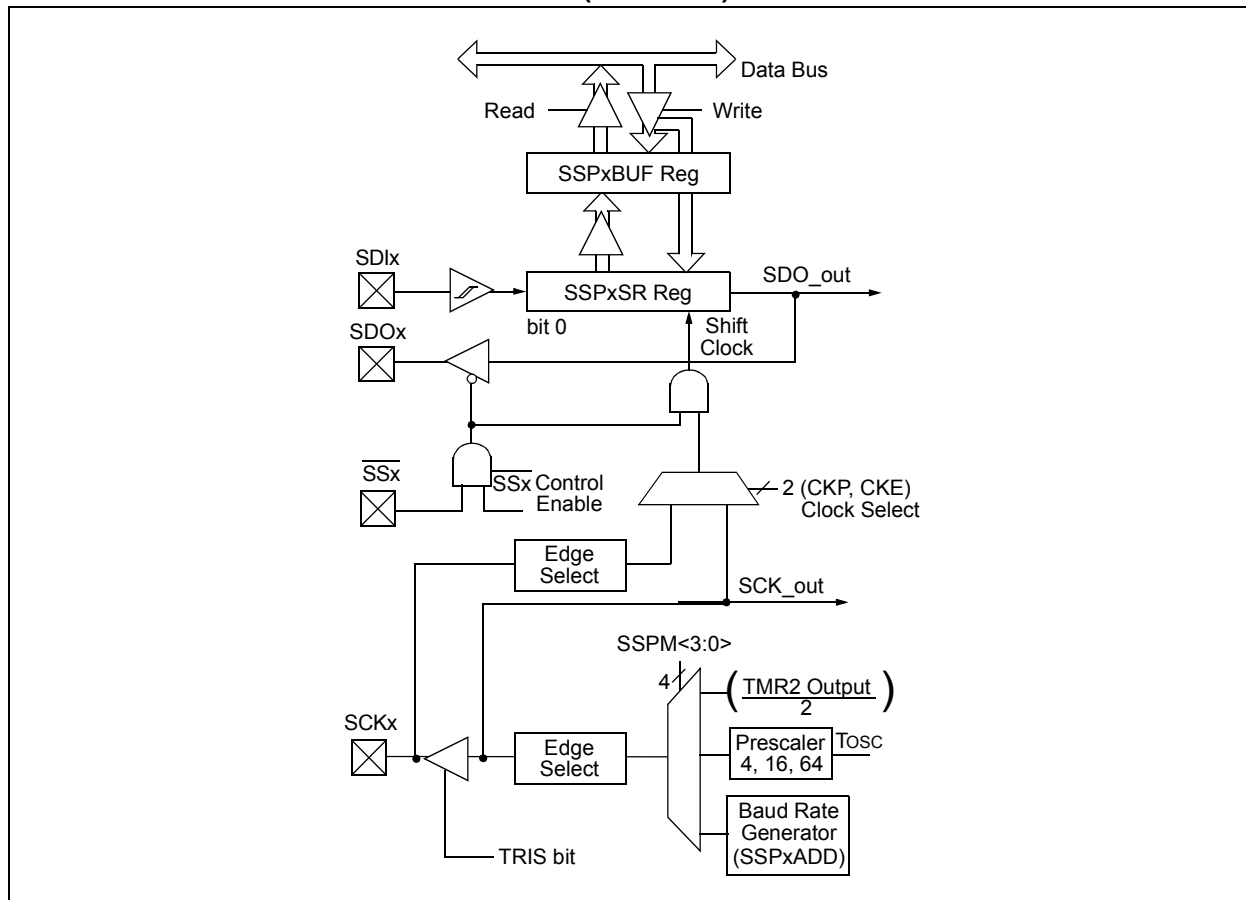 Data Bus
Read
Write
SSPxBUF Reg
SDIx
SSPxSR Reg
SDO_out
bit 0
Shift
Clock
SDOx
SSx
SSx Control
Enable
2 (CKP, CKE)
Clock Select
Edge
Select
SCK_out
SSPM<3:0>
4
(TMR2 Output)
2
SCKx
Edge
Select
Prescaler
4, 16, 64
TOSC
Baud Rate
Generator
(SSPxADD)
TRIS bit